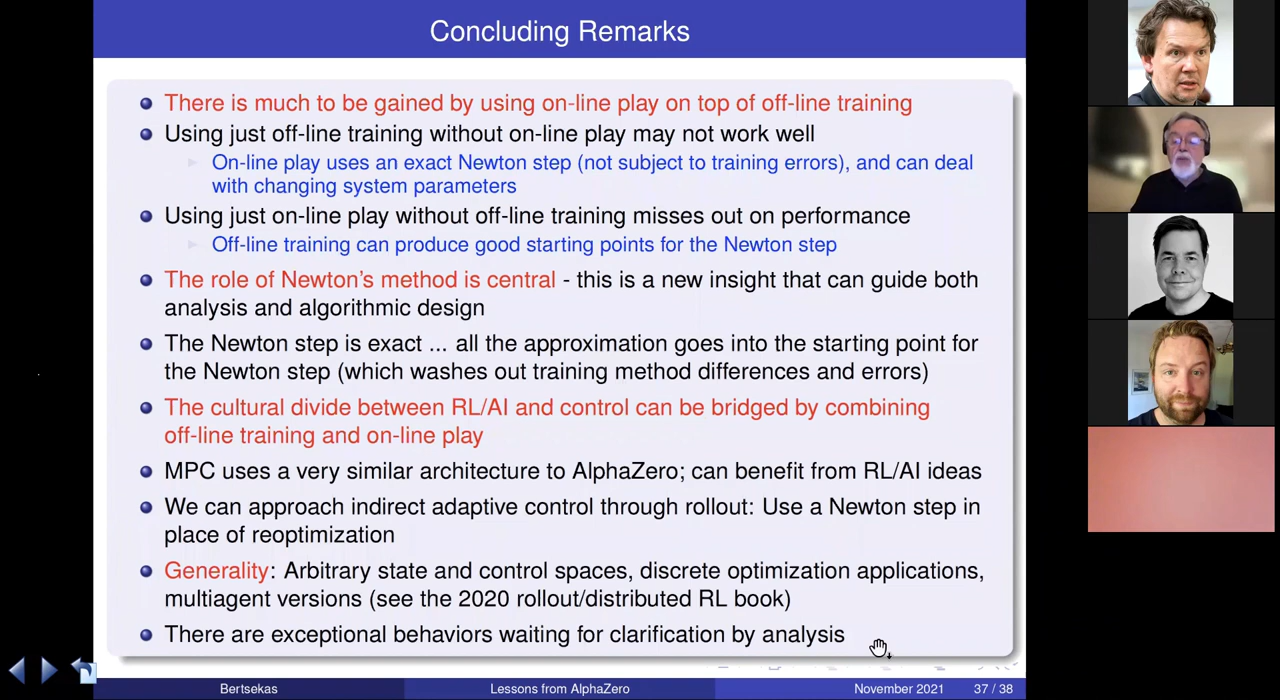 Concluding Remarks
There is much to be gained by using on-line play on top of off-line training
Using just off-line training without on-line play may not work well
On-line play uses an exact Newton step (not subject to training errors), and can deal
with changing system parameters
Using just on-line play without off-line training misses out on performance
Off-line training can produce good starting points for the Newton step
The role of Newton's method is central - this is a new insight that can guide both
analysis and algorithmic design
The Newton step is exact ... all the approximation goes into the starting point for
the Newton step (which washes out training method differences and errors)
The cultural divide between RL/AI and control can be bridged by combining
off-line training and on-line play
MPC uses a very similar architecture to AlphaZero; can benefit from RL/AI ideas
We can approach indirect adaptive control through rollout: Use a Newton step in
place of reoptimization
Generality: Arbitrary state and control spaces, discrete optimization applications,
multiagent versions (see the 2020 rollout/distributed RL book)
There are exceptional behaviors waiting for clarification by analysis
Bertsekas Lessons from AlphaZero November 2021 37 / 38